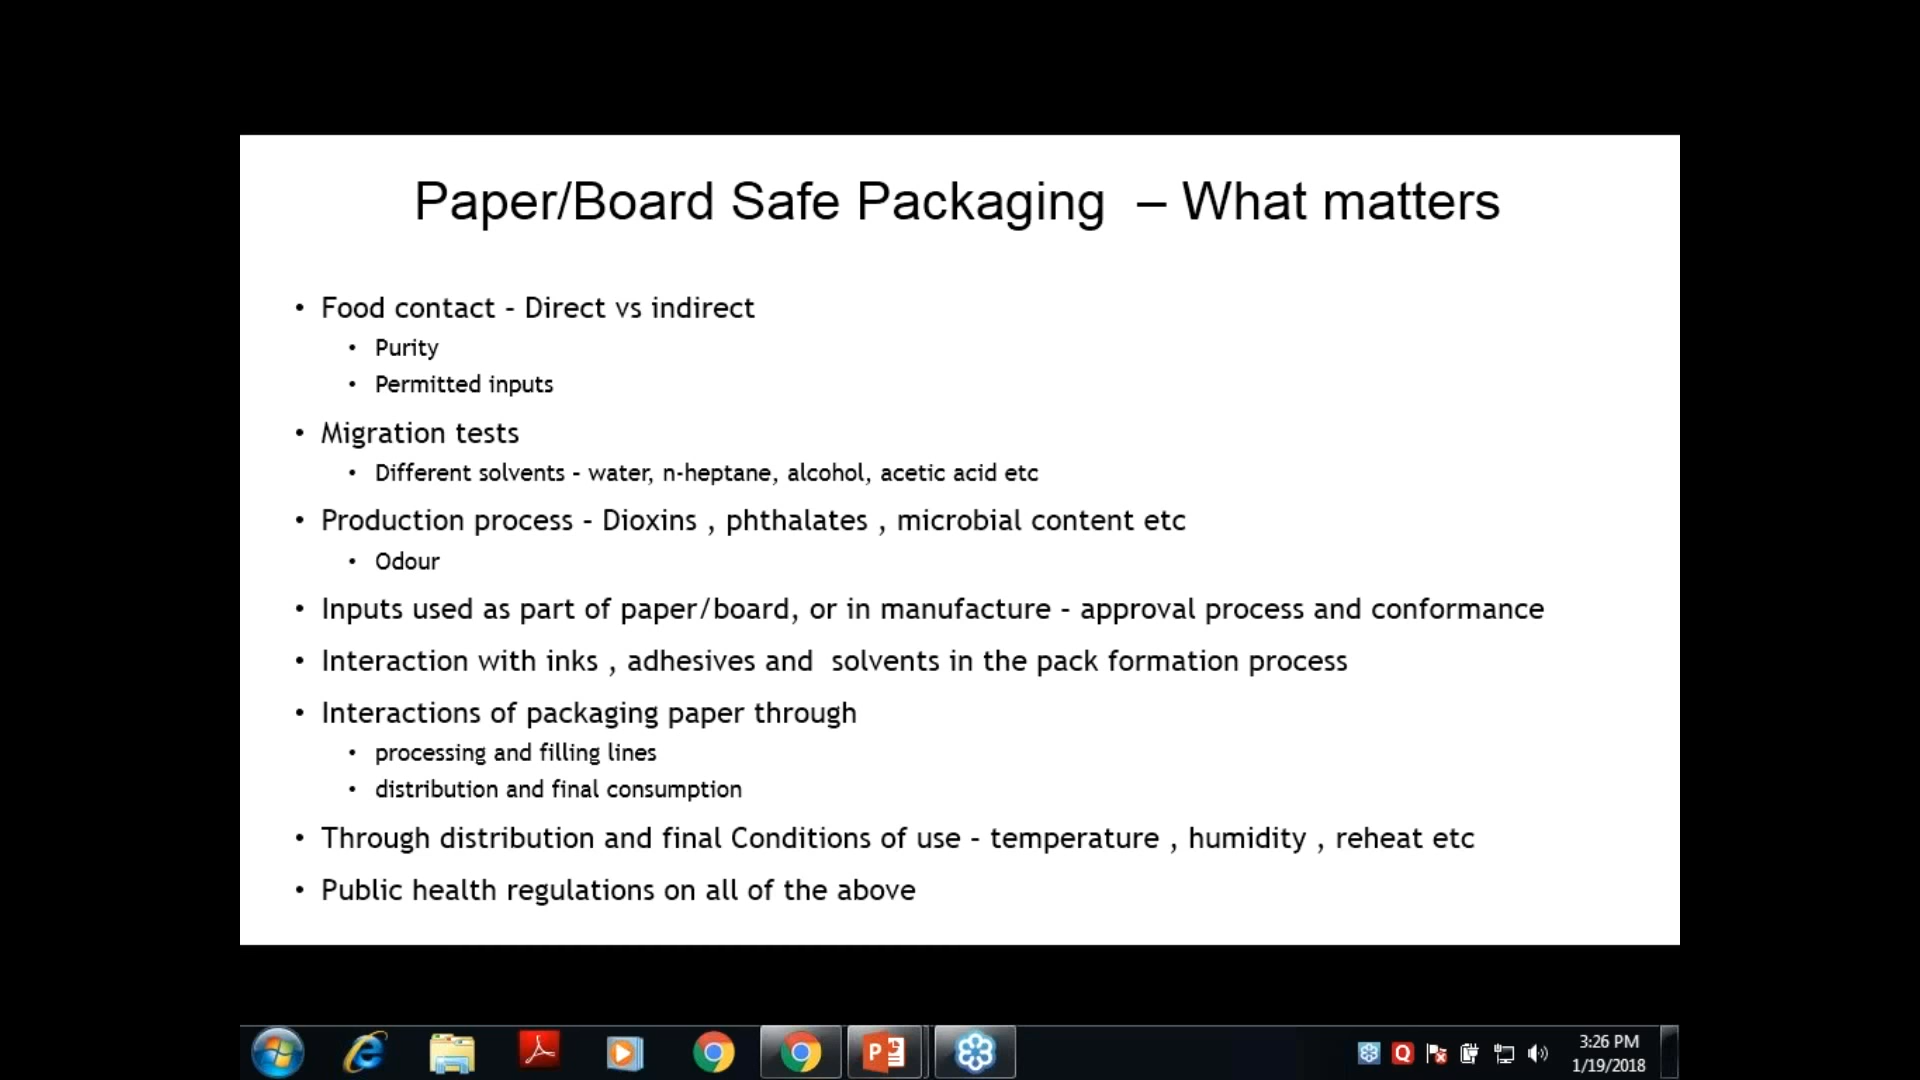 Paper/Board Safe Packaging – What matters
• Food contact – Direct vs indirect
• Purity
• Permitted inputs
• Migration tests
• Different solvents – water, n-heptane, alcohol, acetic acid etc
• Production process – Dioxins , phthalates , microbial content etc
• Odour
• Inputs used as part of paper/board, or in manufacture – approval process and conformance
• Interaction with inks , adhesives and solvents in the pack formation process
• Interactions of packaging paper through
• processing and filling lines
• distribution and final consumption
• Through distribution and final Conditions of use – temperature , humidity , reheat etc
• Public health regulations on all of the above
3:26 PM
1/19/2018